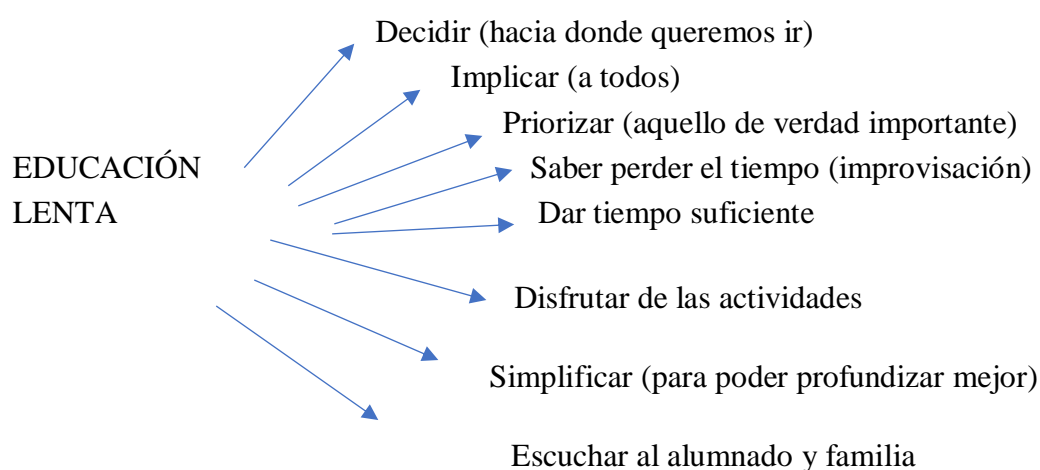 Decidir (hacia donde queremos ir)
Implicar (a todos)
Priorizar (aquello de verdad importante)
EDUCACIÓN
LENTA
Saber perder el tiempo (improvisación)
Dar tiempo suficiente
Disfrutar de las actividades
Simplificar (para poder profundizar mejor)
Escuchar al alumnado y familia